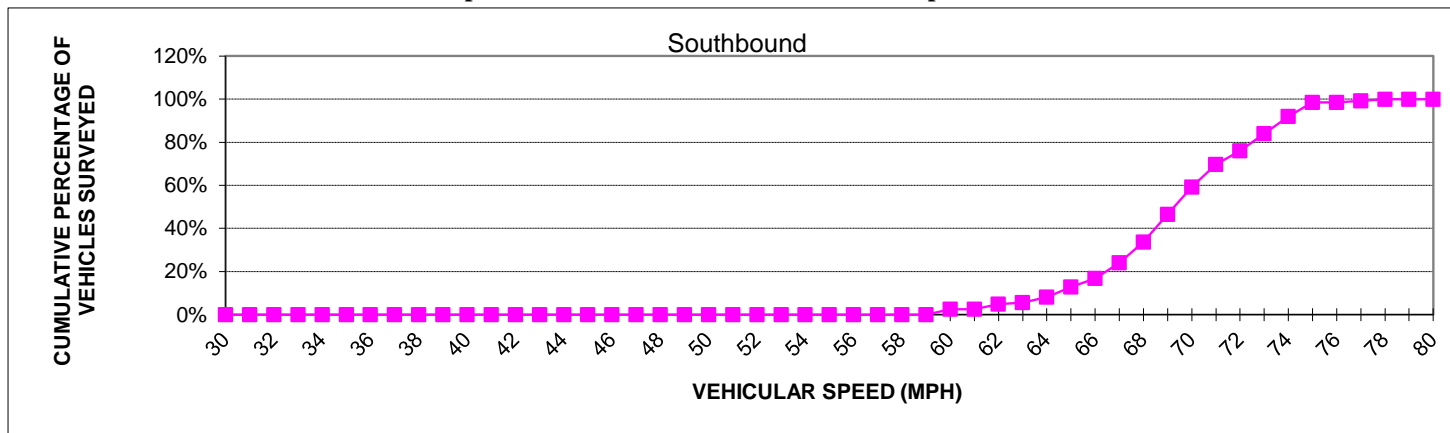 Southbound
CUMULATIVE PERCENTAGE OF
VEHICLES SURVEYED
120%
100%
80%
60%
40%
20%
0%
30 32 34 36 38 40 42 44 46 48 50 52 54 56 58 60 62 64 66 68 70 72 74 76 78 80
VEHICULAR SPEED (MPH)